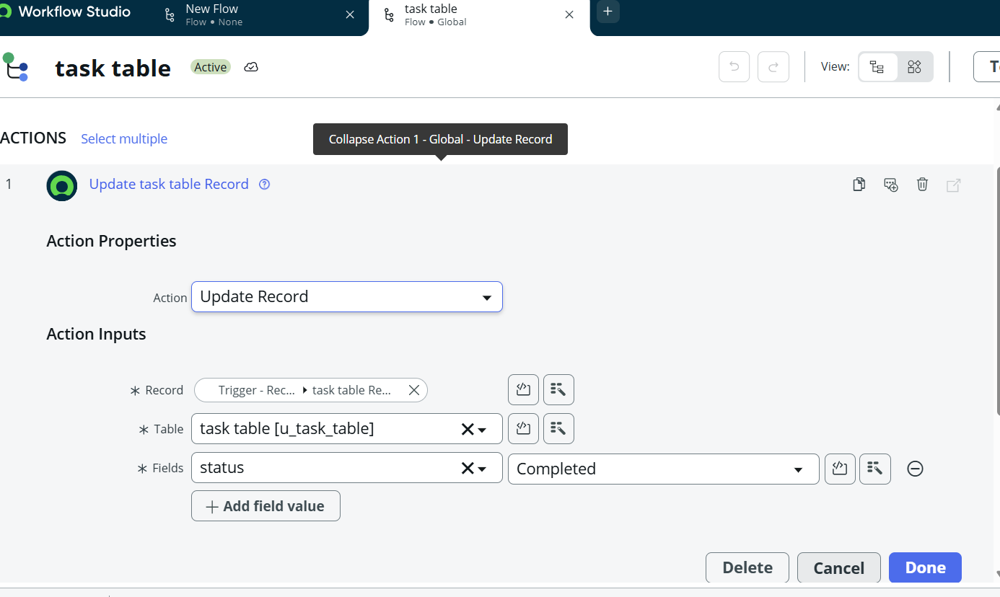 Workflow Studio
New Flow
Flow • None
task table
Flow • Global
task table
Active
View:
ACTIONS
Select multiple
Collapse Action 1 - Global - Update Record
1
Update task table Record
Action Properties
Action
Update Record
Action Inputs
* Record
Trigger - Rec... ▸ task table Re...
* Table
task table [u_task_table]
* Fields
status
Completed
+ Add field value
Delete
Cancel
Done